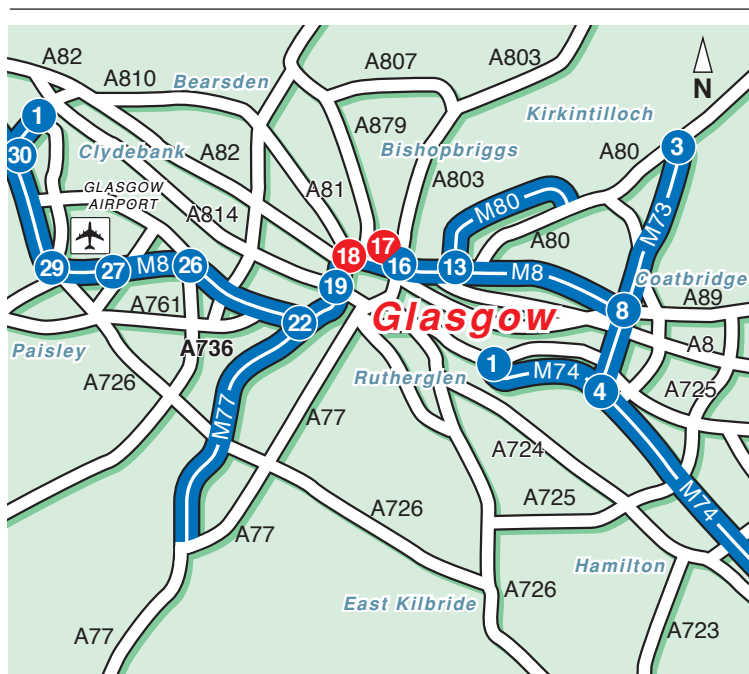 A82
A810
Bearsden
A807
A803
N
1
Kirkintilloch
A879
30
Clydebank
A82
Bishopbriggs
A80
3
GLASGOW
AIRPORT
A81
A803
A814
M80
M73
17
18
A80
29
27
M8
26
16
13
M8
Coatbridge
19
A761
8
A89
22
Glasgow
Paisley
A736
A8
1
Rutherglen
M74
A726
4
A725
M77
A77
A724
A725
M74
A726
A77
Hamilton
A726
East Kilbride
A77
A723